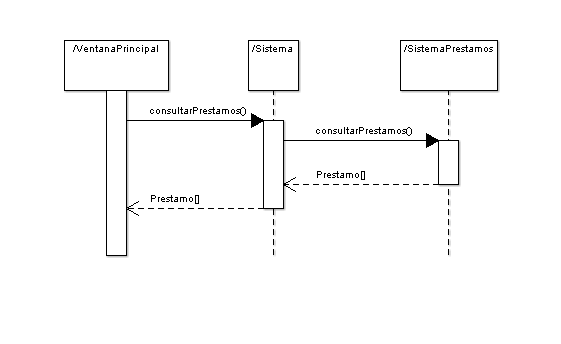 /VentanaPrincipal
/Sistema
/SistemaPrestamos
consultarPrestamos()
consultarPrestamos()
Prestamo[]
Prestamo[]